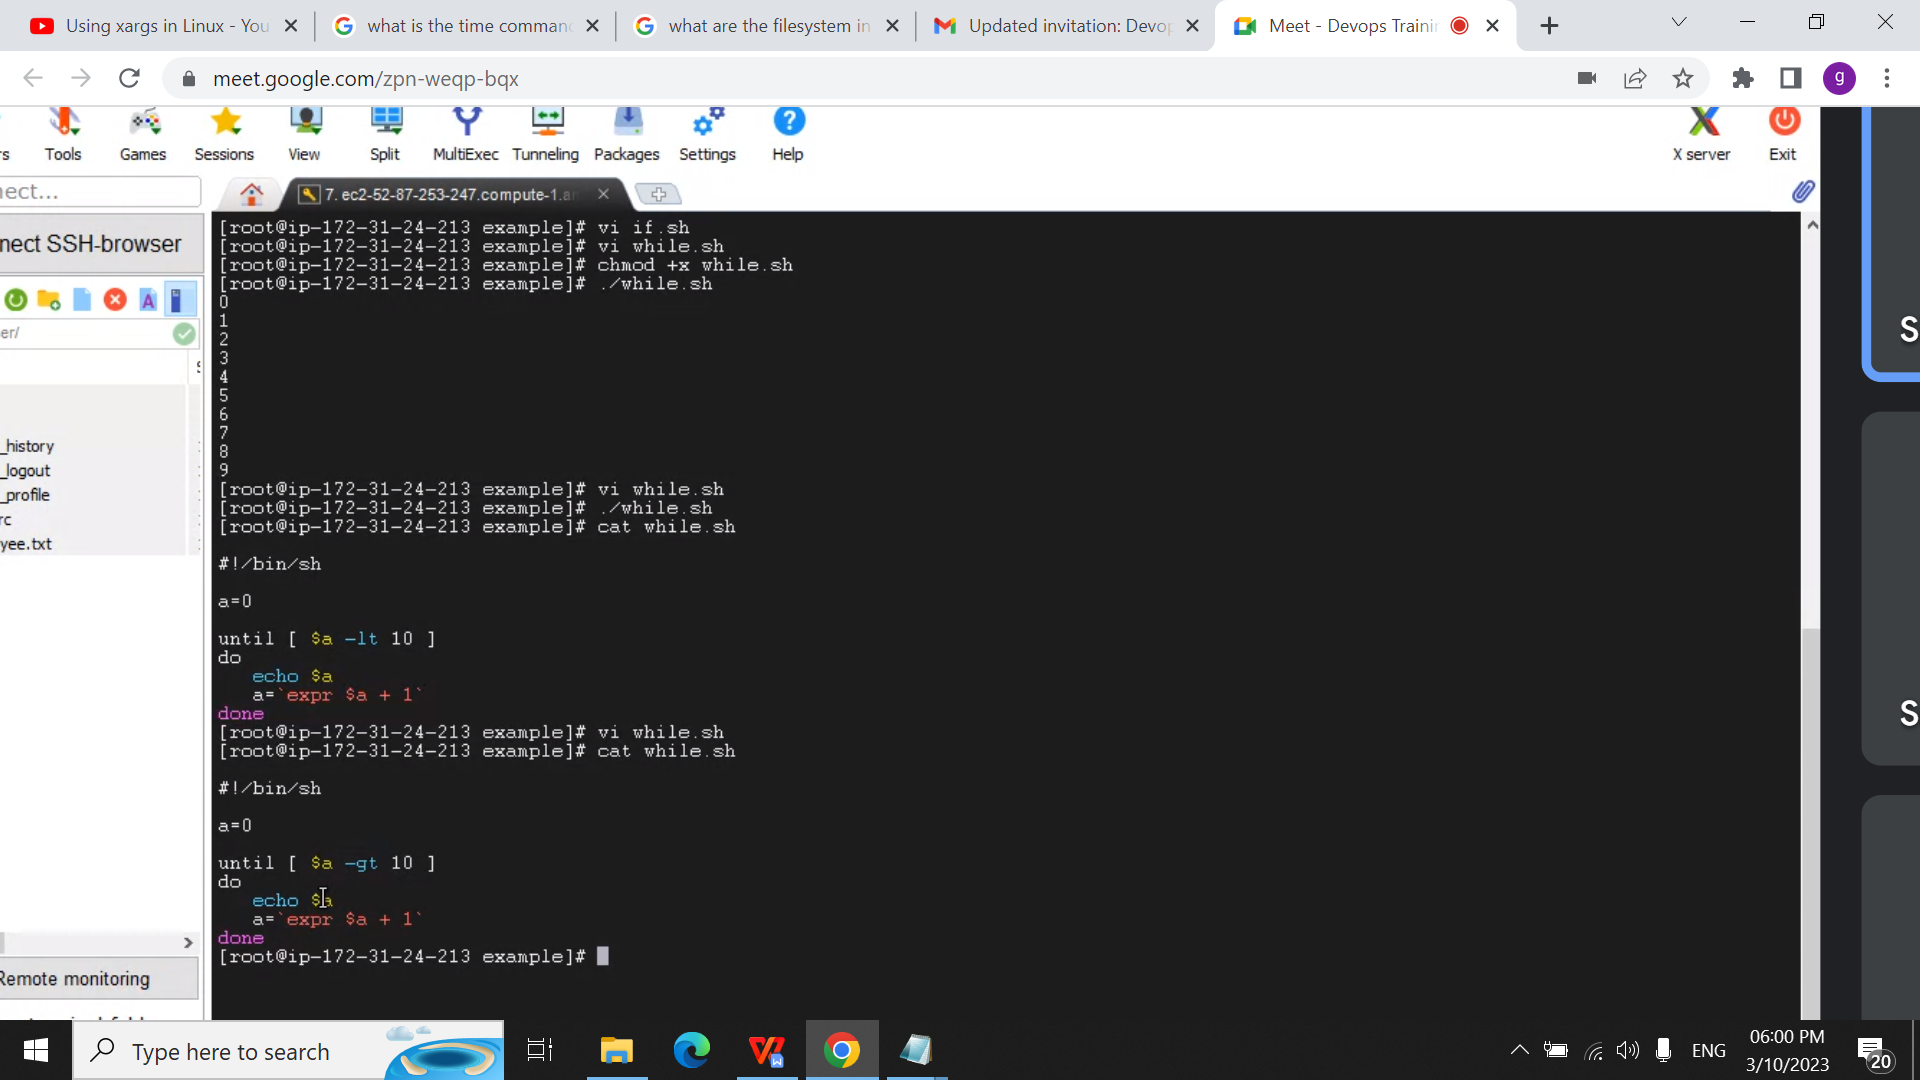 Using xargs in Linux - You
what is the time comman
what are the filesystem in
Updated invitation: Devop
Meet - Devops Trainin
meet.google.com/zpn-weqp-bqx
g
rs
Tools
Games
Sessions
View
Split
MultiExec
Tunneling
Packages
Settings
Help
X server
Exit
nect...
7. ec2-52-87-253-247.compute-1.a
nect SSH-browser
er/
_history
_logout
_profile
rc
yee.txt
Remote monitoring
[root@ip-172-31-24-213 example]# vi if.sh
[root@ip-172-31-24-213 example]# vi while.sh
[root@ip-172-31-24-213 example]# chmod +x while.sh
[root@ip-172-31-24-213 example]# ./while.sh
0
1
2
3
4
5
6
7
8
9
[root@ip-172-31-24-213 example]# vi while.sh
[root@ip-172-31-24-213 example]# ./while.sh
[root@ip-172-31-24-213 example]# cat while.sh
#!/bin/sh
a=0
until [ $a -lt 10 ]
do
echo $a
a=`expr $a + 1`
done
[root@ip-172-31-24-213 example]# vi while.sh
[root@ip-172-31-24-213 example]# cat while.sh
#!/bin/sh
a=0
until [ $a -gt 10 ]
do
echo $a
a=`expr $a + 1`
done
[root@ip-172-31-24-213 example]#
S
S
Type here to search
ENG
06:00 PM
3/10/2023
20